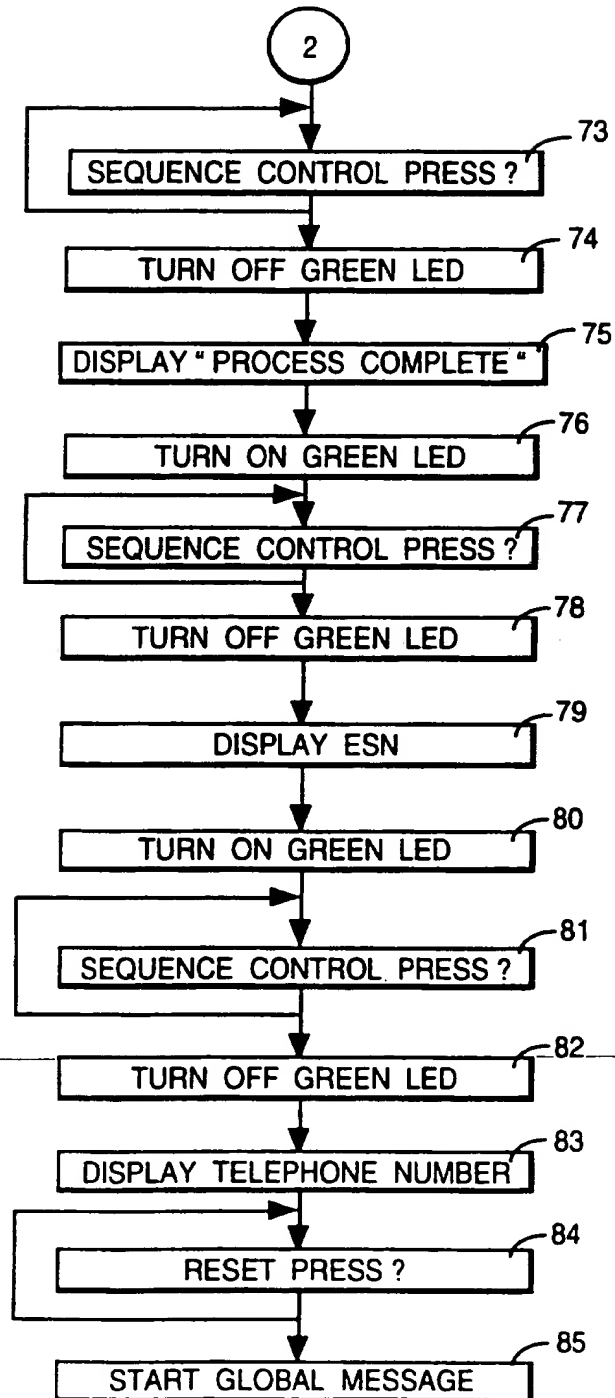 2
73
SEQUENCE CONTROL PRESS ?
74
TURN OFF GREEN LED
75
DISPLAY " PROCESS COMPLETE "
76
TURN ON GREEN LED
77
SEQUENCE CONTROL PRESS ?
78
TURN OFF GREEN LED
79
DISPLAY ESN
80
TURN ON GREEN LED
81
SEQUENCE CONTROL PRESS ?
82
TURN OFF GREEN LED
83
DISPLAY TELEPHONE NUMBER
84
RESET PRESS ?
85
START GLOBAL MESSAGE